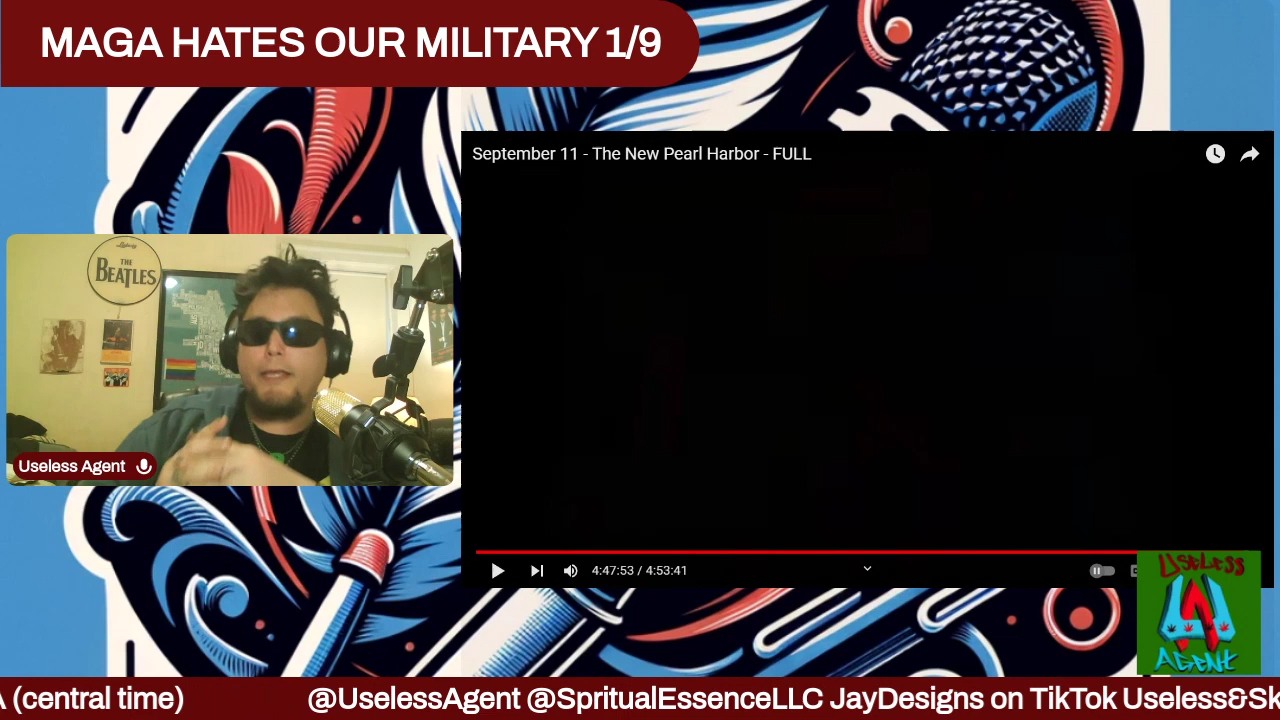 MAGA HATES OUR MILITARY 1/9
September 11 - The New Pearl Harbor - FULL
Ludwig
THE
BEATLES
Useless Agent
4:47:53 / 4:53:41
USELESS
A
AGENT
A (central time) @UselessAgent @SpritualEssenceLLC JayDesigns on TikTok Useless&Sk